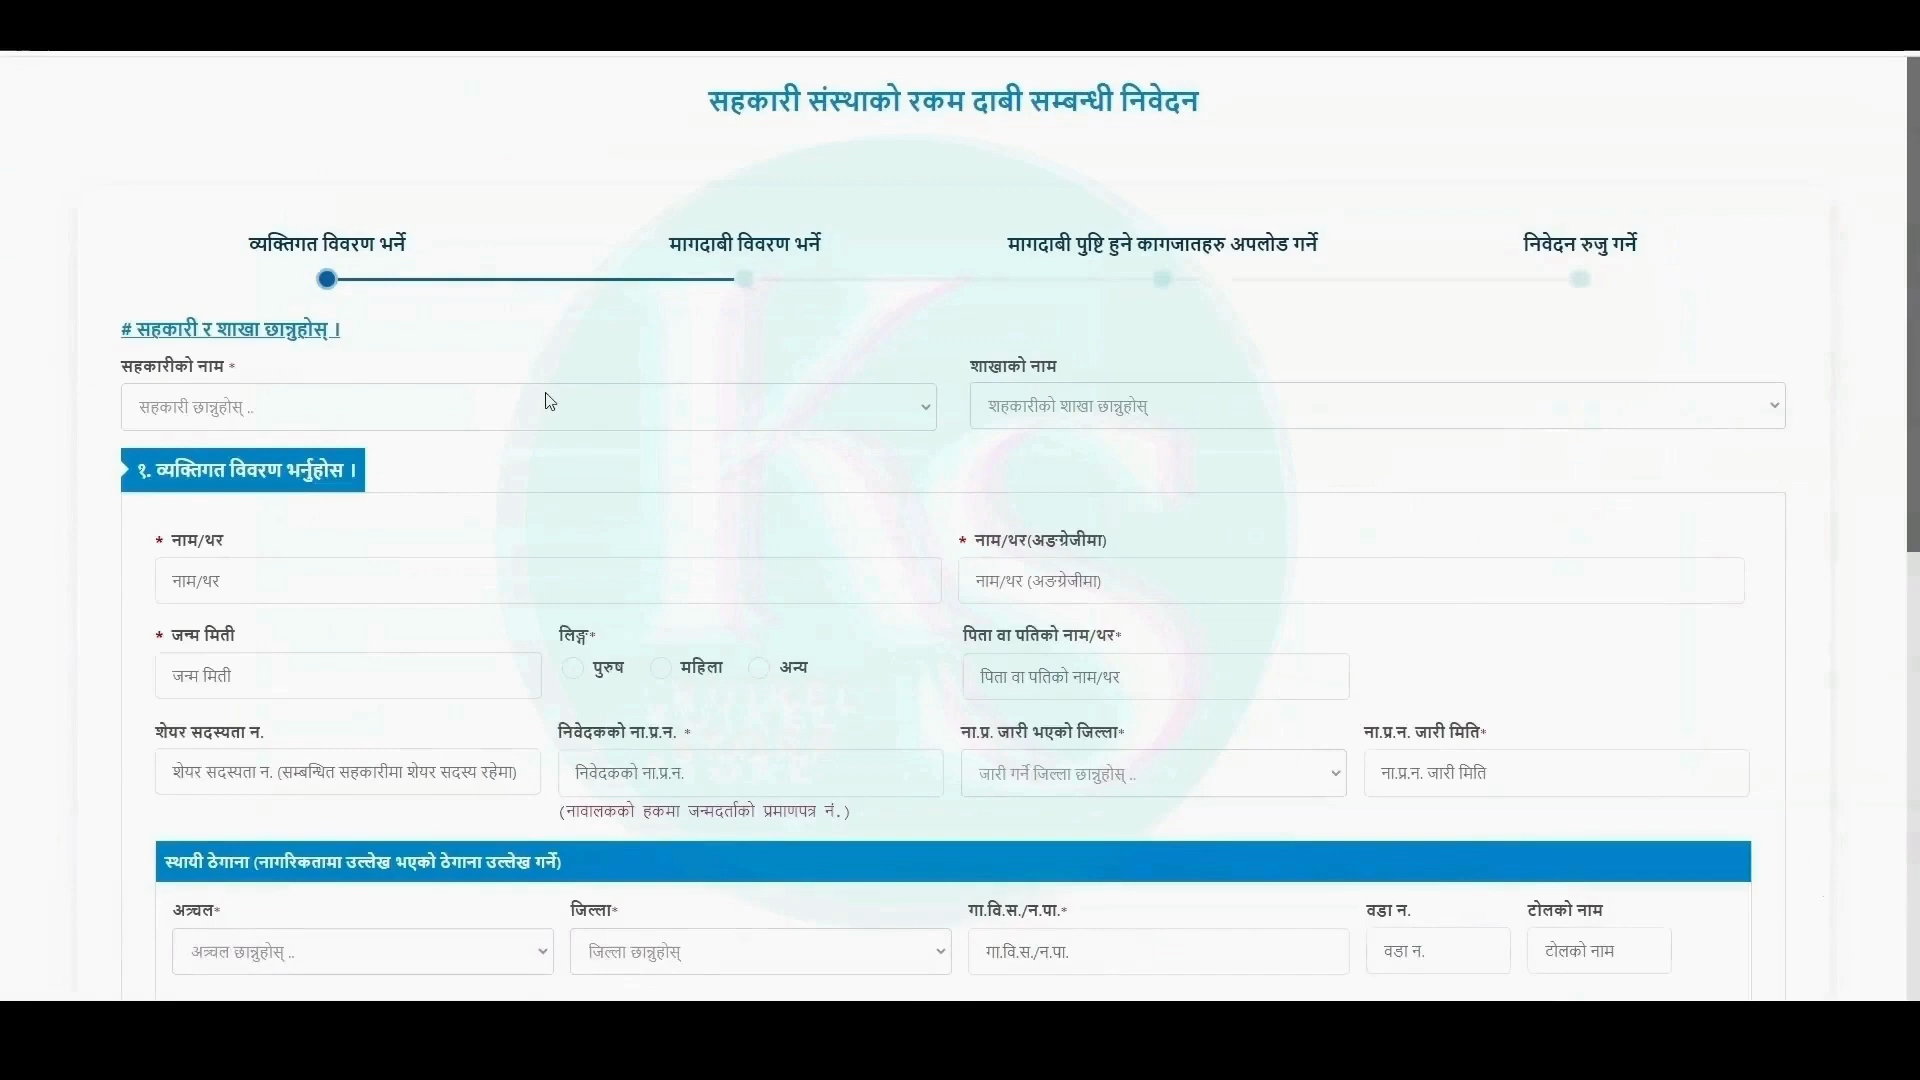 सहकारी संस्थाको रकम दाबी सम्बन्धी निवेदन
व्यक्तिगत विवरण भर्ने
मागदाबी विवरण भर्ने
मागदाबी पुष्टि हुने कागजातहरु अपलोड गर्ने
निवेदन रुजु गर्ने
# सहकारी र शाखा छान्नुहोस् ।
सहकारीको नाम *
शाखाको नाम
सहकारी छान्नुहोस् ..
शहकारीको शाखा छान्नुहोस्
१. व्यक्तिगत विवरण भर्नुहोस ।
* नाम/थर
* नाम/थर(अङग्रेजीमा)
नाम/थर
नाम/थर (अङग्रेजीमा)
* जन्म मिती
लिङ्ग*
पिता वा पतिको नाम/थर*
जन्म मिती
पुरुष
महिला
अन्य
पिता वा पतिको नाम/थर
शेयर सदस्यता न.
निवेदकको ना.प्र.न. *
ना.प्र. जारी भएको जिल्ला*
ना.प्र.न. जारी मिति*
शेयर सदस्यता न. (सम्बन्धित सहकारीमा शेयर सदस्य रहेमा)
निवेदकको ना.प्र.न.
जारी गर्ने जिल्ला छान्नुहोस् ..
ना.प्र.न. जारी मिति
(नावालकको हकमा जन्मदर्ताको प्रमाणपत्र नं.)
स्थायी ठेगाना (नागरिकतामा उल्लेख भएको ठेगाना उल्लेख गर्ने)
अञ्चल*
जिल्ला*
गा.वि.स./न.पा.*
वडा न.
टोलको नाम
अञ्चल छान्नुहोस् ..
जिल्ला छान्नुहोस्
गा.वि.स./न.पा.
वडा न.
टोलको नाम
KS